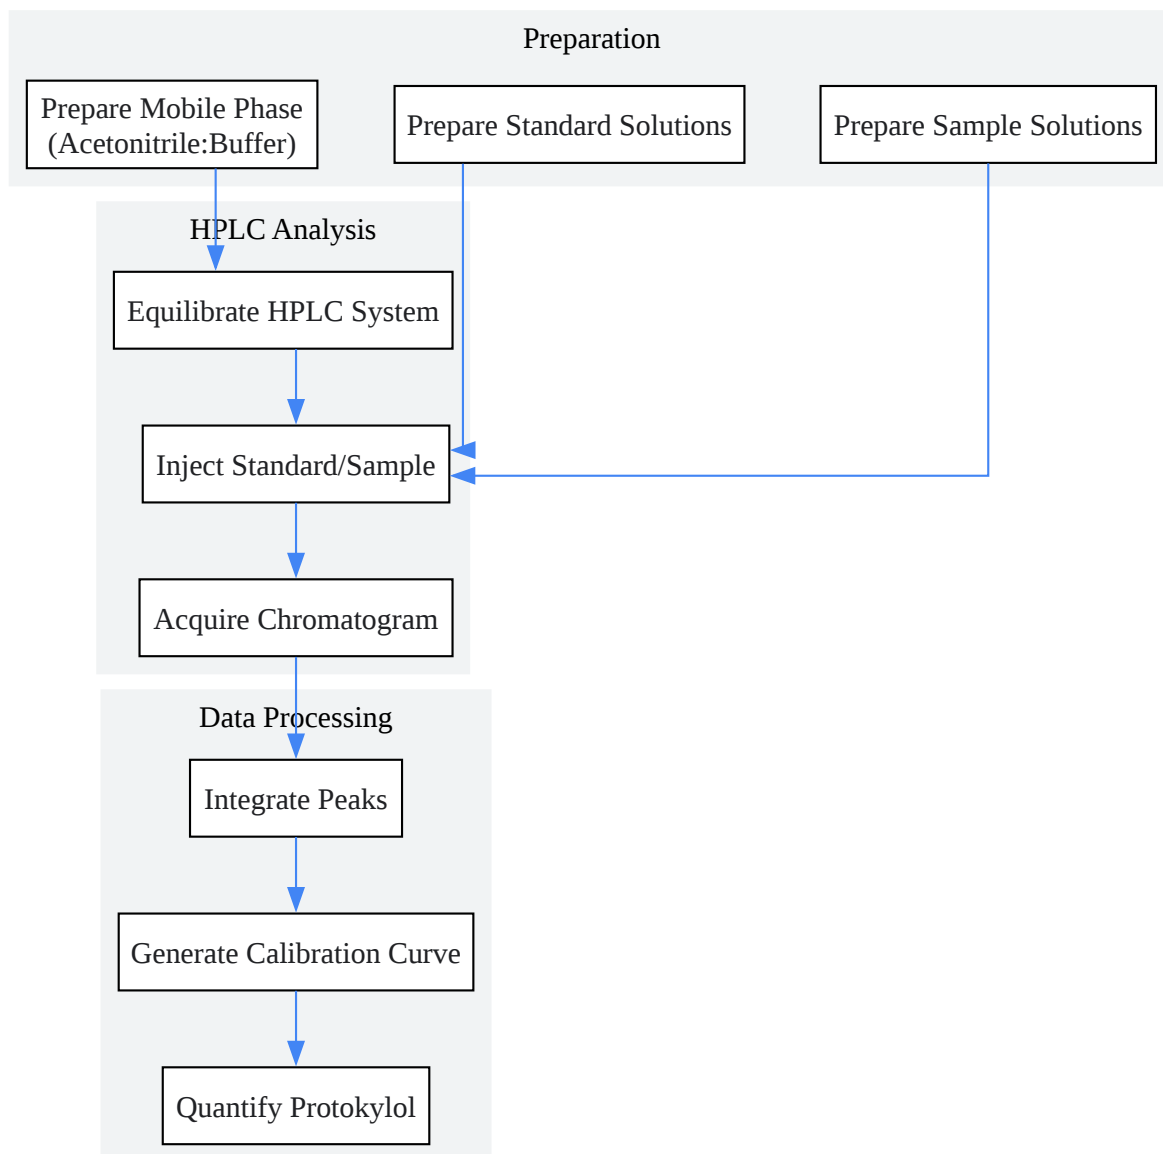 Preparation
Prepare Mobile Phase
(Acetonitrile:Buffer)
Prepare Standard Solutions
Prepare Sample Solutions
HPLC Analysis
Equilibrate HPLC System
Inject Standard/Sample
Acquire Chromatogram
Data Processing
Integrate Peaks
Generate Calibration Curve
Quantify Protokylol